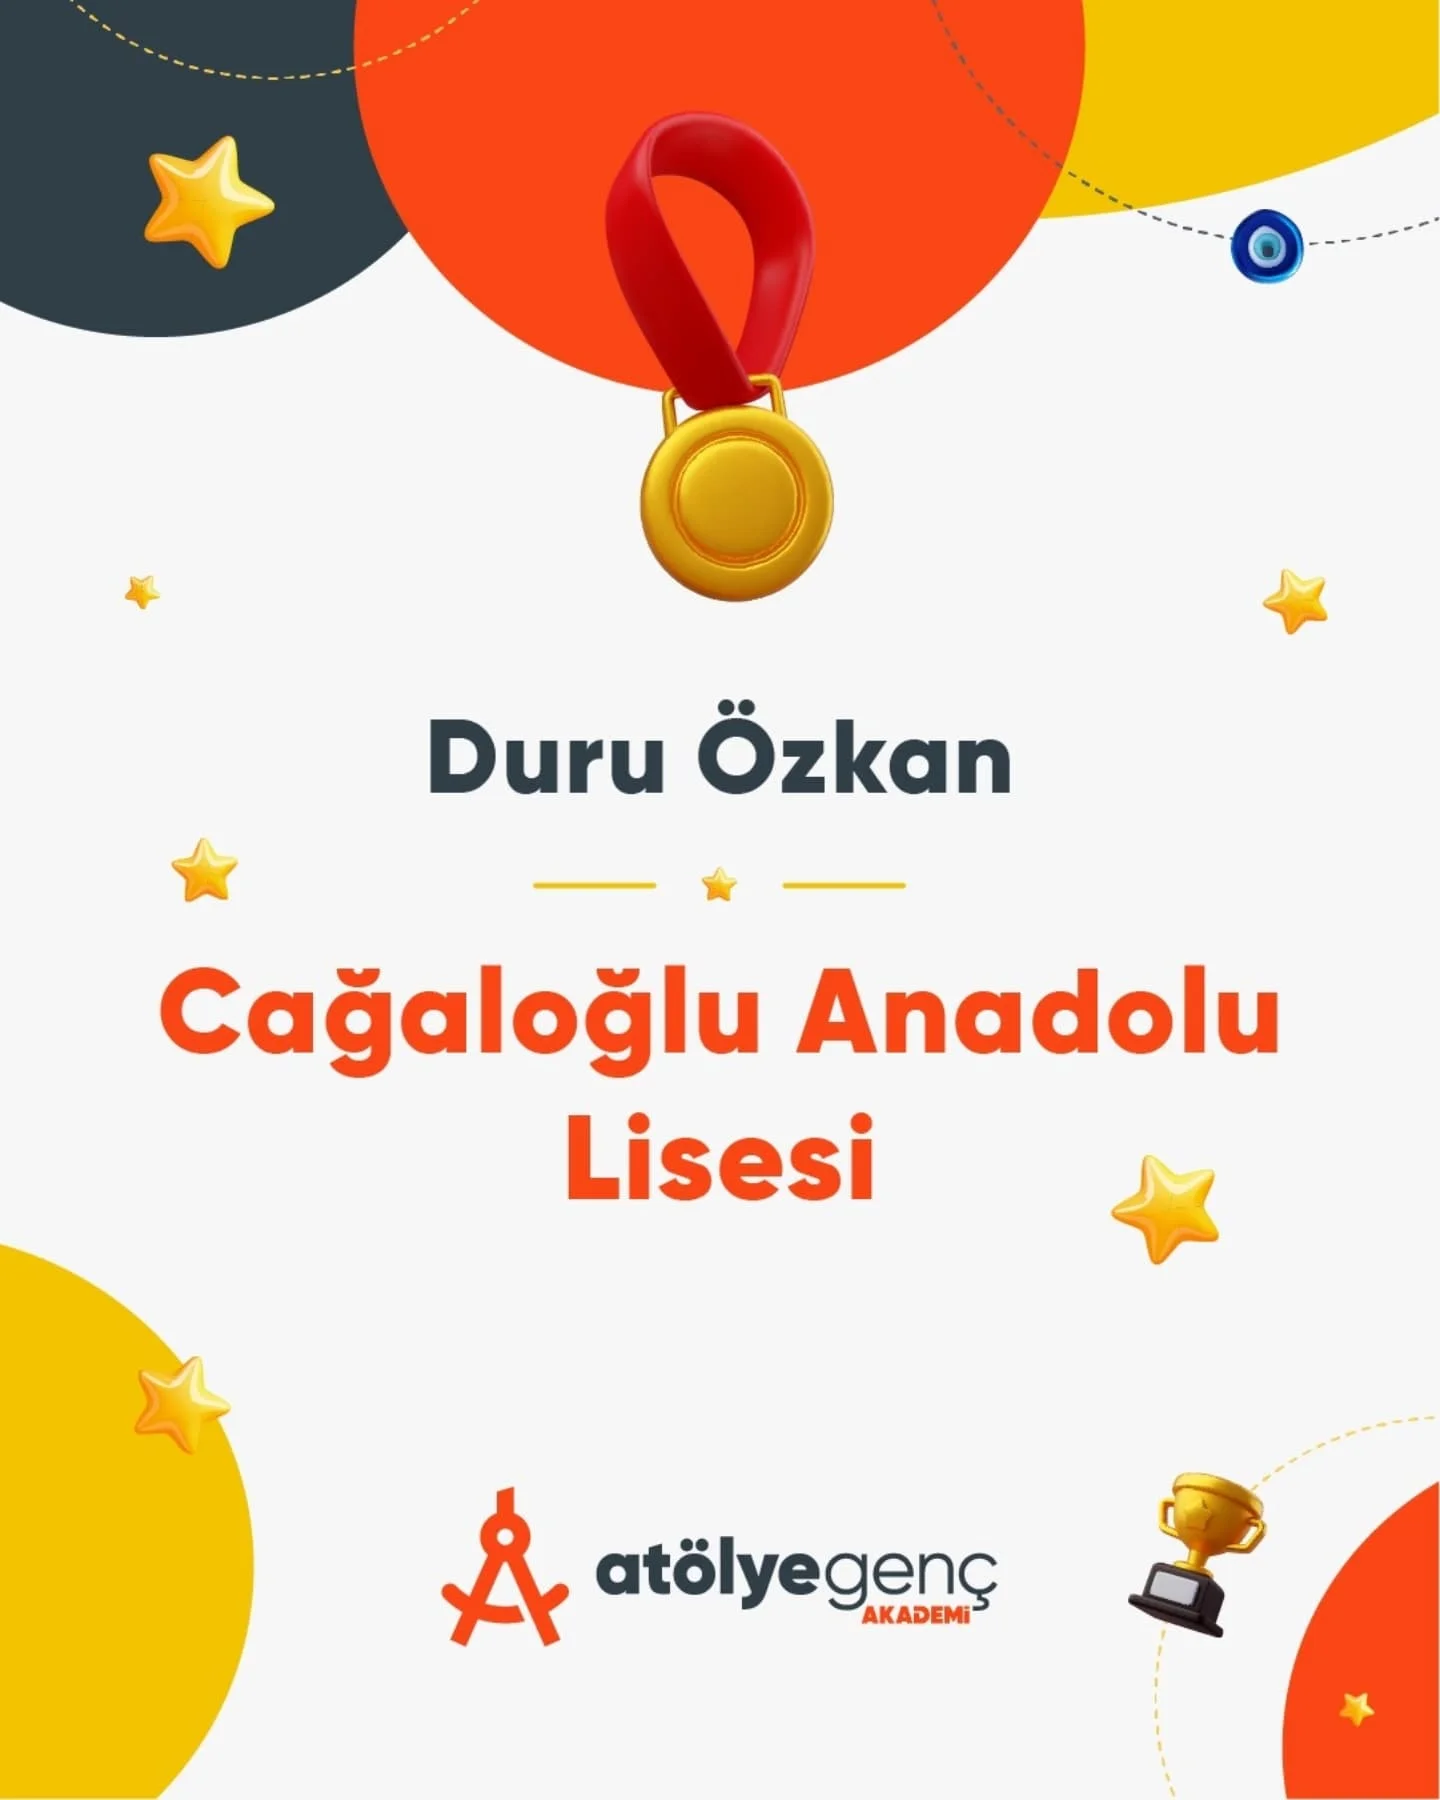 Duru Özkan
Cağaloğlu Anadolu
Lisesi
atölyegenç
AKADEMİ